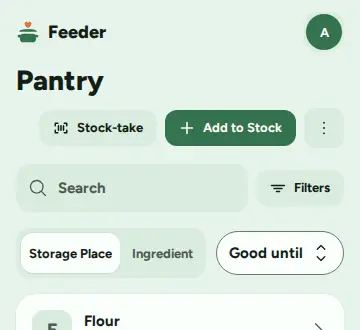 Feeder
A
Pantry
Stock-take
Add to Stock
Search
Filters
Storage Place
Ingredient
Good until
F
Flour